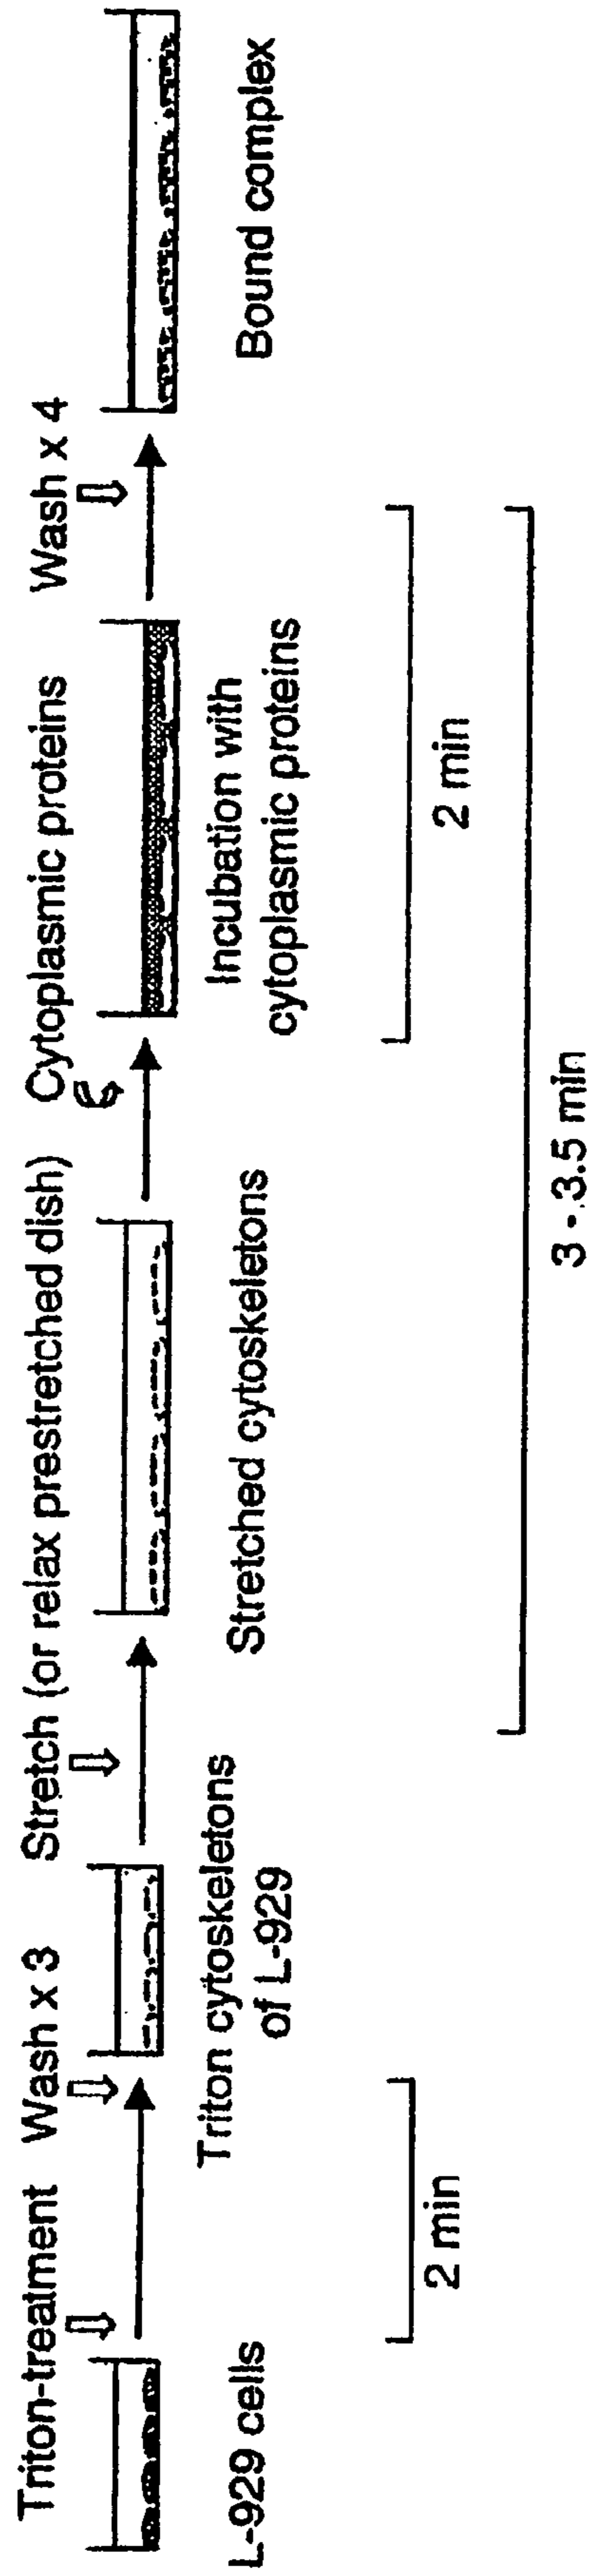 Triton-treatment
Wash x 3
Stretch (or relax prestretched dish)
Cytoplasmic proteins
Wash x 4
L-929 cells
Triton cytoskeletons
of L-929
Stretched cytoskeletons
Incubation with
cytoplasmic proteins
Bound complex
2 min
2 min
3 - 3.5 min